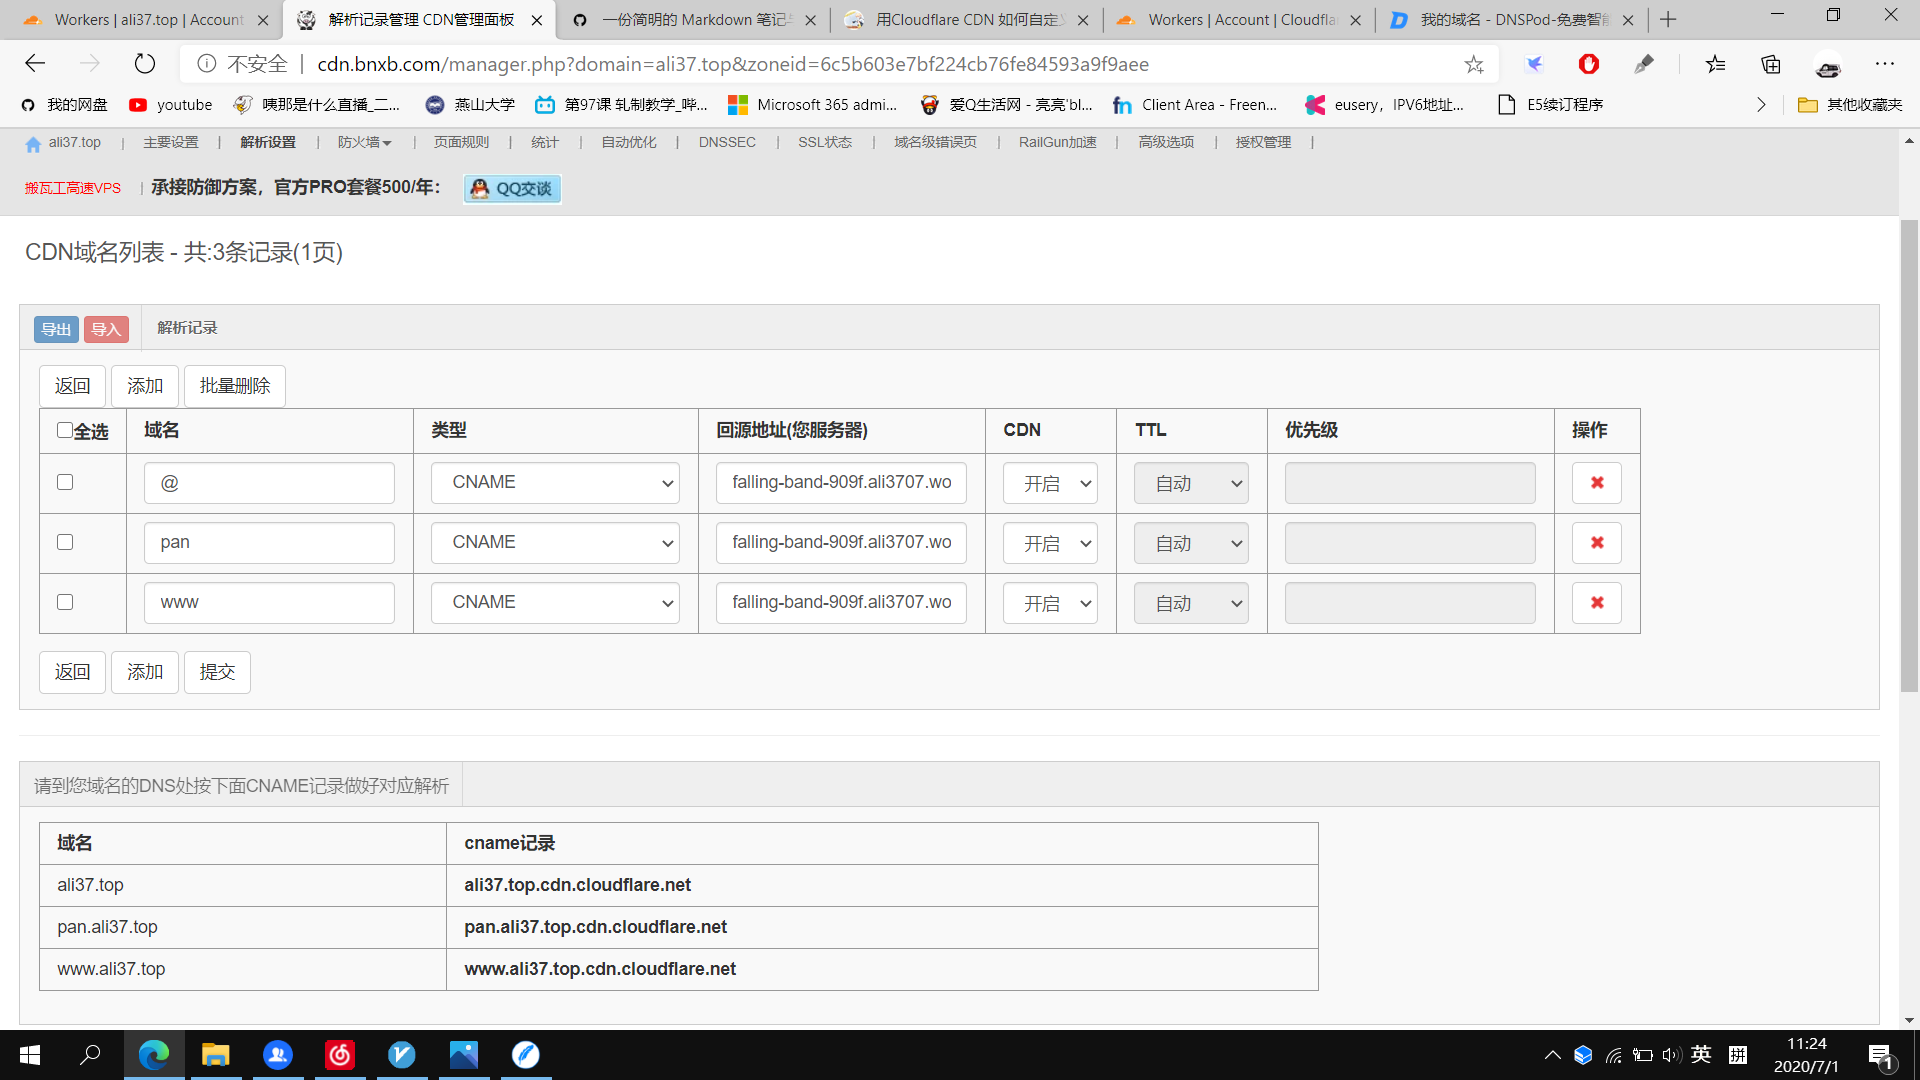 Workers | ali37.top | Account
解析记录管理 CDN管理面板
一份简明的 Markdown 笔记与
用Cloudflare CDN 如何自定义
Workers | Account | Cloudflar
我的域名 - DNSPod-免费智能
不安全 | cdn.bnxb.com/manager.php?domain=ali37.top&zoneid=6c5b603e7bf224cb76fe84593a9f9aee
我的网盘
youtube
咦那是什么直播_二...
燕山大学
第97课 轧制教学_哔...
Microsoft 365 admi...
爱Q生活网 - 亮亮'bl...
fn Client Area - Freen...
eusery，IPV6地址...
E5续订程序
其他收藏夹
ali37.top | 主要设置 | 解析设置 | 防火墙 | 页面规则 | 统计 | 自动优化 | DNSSEC | SSL状态 | 域名级错误页 | RailGun加速 | 高级选项 | 授权管理 |
搬瓦工高速VPS | 承接防御方案，官方PRO套餐500/年： QQ交谈
CDN域名列表 - 共:3条记录(1页)
导出 导入 解析记录
返回 添加 批量删除
全选 域名 类型 回源地址(您服务器) CDN TTL 优先级 操作
@ CNAME falling-band-909f.ali3707.wo 开启 自动
pan CNAME falling-band-909f.ali3707.wo 开启 自动
www CNAME falling-band-909f.ali3707.wo 开启 自动
返回 添加 提交
请到您域名的DNS处按下面CNAME记录做好对应解析
域名 cname记录
ali37.top ali37.top.cdn.cloudflare.net
pan.ali37.top pan.ali37.top.cdn.cloudflare.net
www.ali37.top www.ali37.top.cdn.cloudflare.net
英 拼
11:24
2020/7/1
1